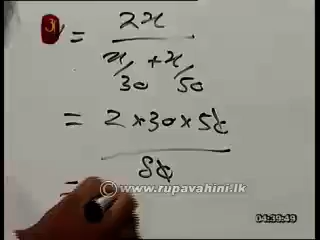 = 2x
x/30 + x/50
= 2×30×50
80
=
© www.rupavahini.lk
04:39:49